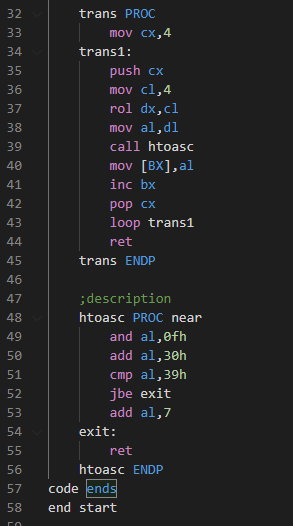 32 trans PROC
33 mov cx,4
34 trans1:
35 push cx
36 mov cl,4
37 rol dx,cl
38 mov al,dl
39 call htoasc
40 mov [BX],al
41 inc bx
42 pop cx
43 loop trans1
44 ret
45 trans ENDP
46
47 ;description
48 htoasc PROC near
49 and al,0fh
50 add al,30h
51 cmp al,39h
52 jbe exit
53 add al,7
54 exit:
55 ret
56 htoasc ENDP
57 code ends
58 end start